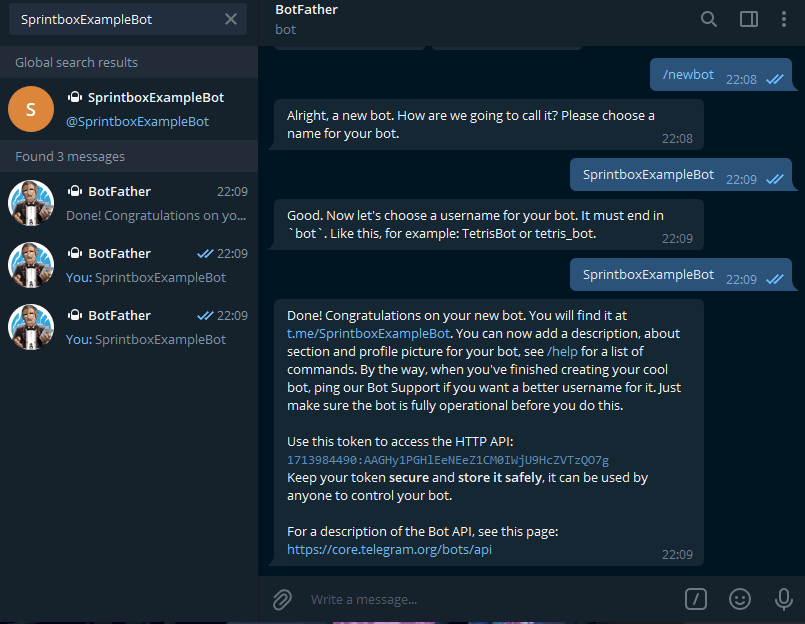 SprintboxExampleBot
Global search results
S
SprintboxExampleBot
@SprintboxExampleBot
Found 3 messages
BotFather 22:09
Done! Congratulations on yo...
BotFather 22:09
You: SprintboxExampleBot
BotFather 22:09
You: SprintboxExampleBot
BotFather
bot
/newbot 22:08
Alright, a new bot. How are we going to call it? Please choose a
name for your bot. 22:08
SprintboxExampleBot 22:09
Good. Now let's choose a username for your bot. It must end in
`bot`. Like this, for example: TetrisBot or tetris_bot. 22:09
SprintboxExampleBot 22:09
Done! Congratulations on your new bot. You will find it at
t.me/SprintboxExampleBot. You can now add a description, about
section and profile picture for your bot, see /help for a list of
commands. By the way, when you've finished creating your cool
bot, ping our Bot Support if you want a better username for it. Just
make sure the bot is fully operational before you do this.
Use this token to access the HTTP API:
1713984490:AAGHy1PGHlEeNEeZ1CM0IWjU9HcZVTzQO7g
Keep your token secure and store it safely, it can be used by
anyone to control your bot.
For a description of the Bot API, see this page:
https://core.telegram.org/bots/api 22:09
Write a message...